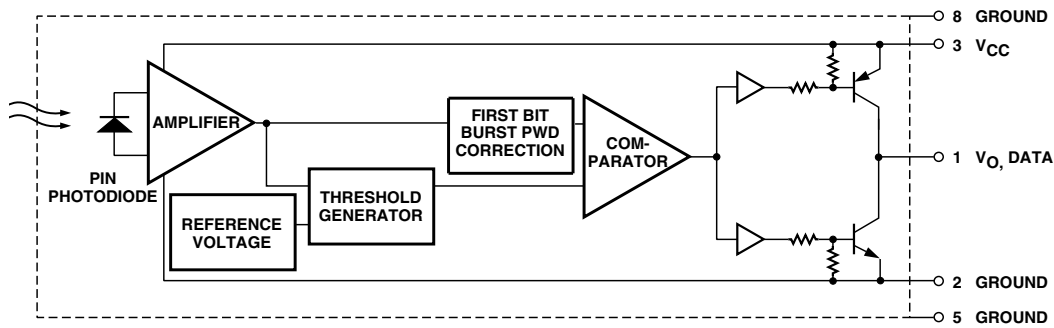 8 GROUND
3 VCC
AMPLIFIER
FIRST BIT
BURST PWD
CORRECTION
COM-
PARATOR
1 VO, DATA
PIN
PHOTODIODE
THRESHOLD
GENERATOR
REFERENCE
VOLTAGE
2 GROUND
5 GROUND